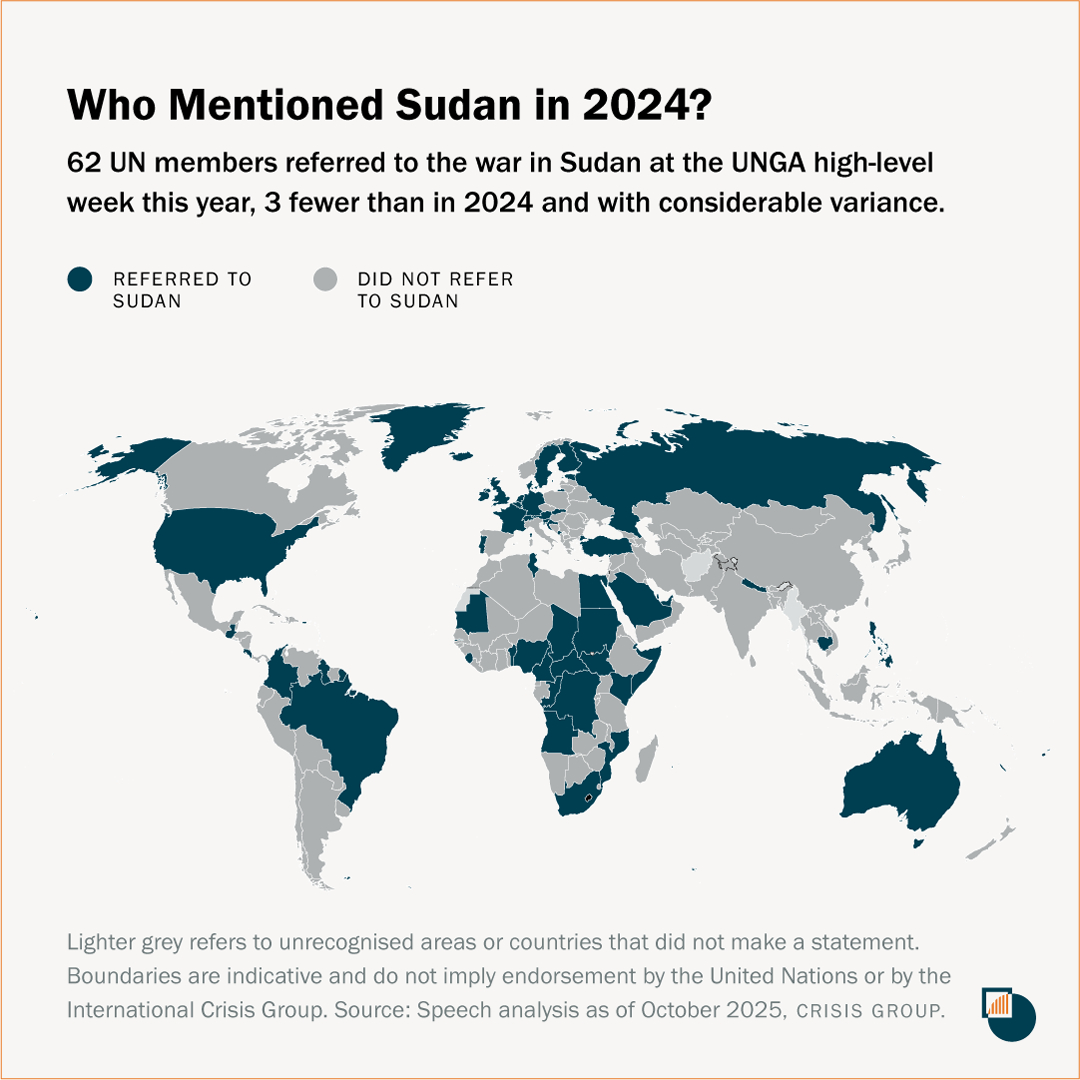 Who Mentioned Sudan in 2024?
62 UN members referred to the war in Sudan at the UNGA high-level
week this year, 3 fewer than in 2024 and with considerable variance.
REFERRED TO
SUDAN
DID NOT REFER
TO SUDAN
Lighter grey refers to unrecognised areas or countries that did not make a statement.
Boundaries are indicative and do not imply endorsement by the United Nations or by the
International Crisis Group. Source: Speech analysis as of October 2025, CRISIS GROUP.